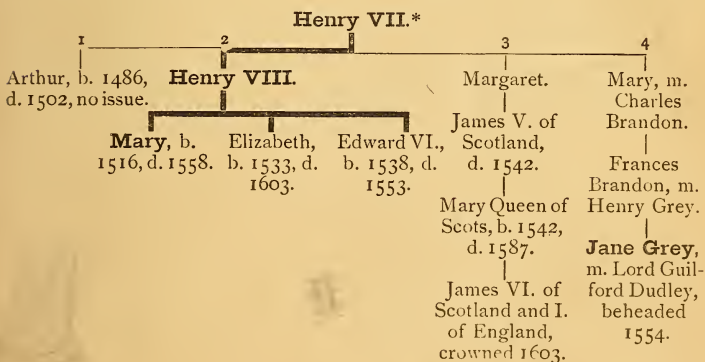 Henry VII.*
1 2 3 4
Arthur, b. 1486,
d. 1502, no issue.
Henry VIII.
Mary, b.
1516, d. 1558.
Elizabeth,
b. 1533, d.
1603.
Edward VI.,
b. 1538, d.
1553.
Margaret.
James V. of
Scotland,
d. 1542.
Mary Queen of
Scots, b. 1542,
d. 1587.
James VI. of
Scotland and I.
of England,
crowned 1603.
Mary, m.
Charles
Brandon.
Frances
Brandon, m.
Henry Grey.
Jane Grey,
m. Lord Guil-
ford Dudley,
beheaded
1554.